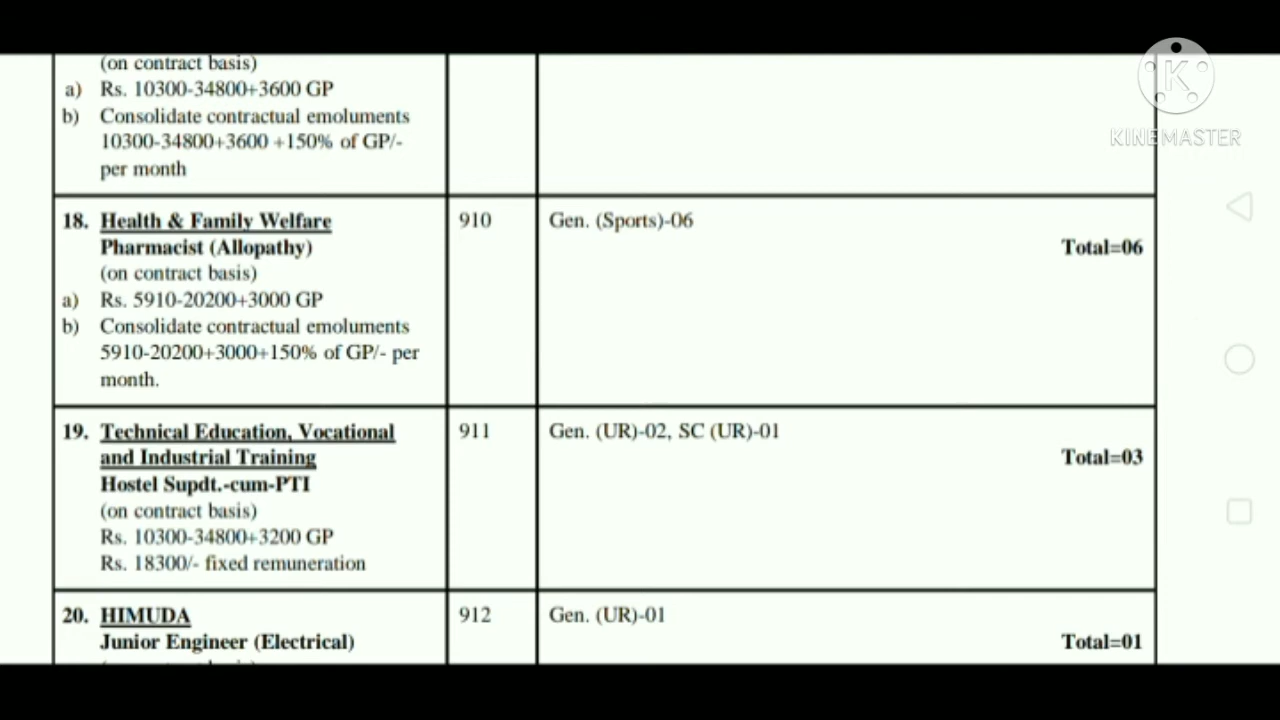 (on contract basis)
a) Rs. 10300-34800+3600 GP
b) Consolidate contractual emoluments
10300-34800+3600 +150% of GP/-
per month
K
KINEMASTER
18. Health & Family Welfare 910 Gen. (Sports)-06
Pharmacist (Allopathy) Total=06
(on contract basis)
a) Rs. 5910-20200+3000 GP
b) Consolidate contractual emoluments
5910-20200+3000+150% of GP/- per
month.
19. Technical Education, Vocational 911 Gen. (UR)-02, SC (UR)-01
and Industrial Training Total=03
Hostel Supdt.-cum-PTI
(on contract basis)
Rs. 10300-34800+3200 GP
Rs. 18300/- fixed remuneration
20. HIMUDA 912 Gen. (UR)-01
Junior Engineer (Electrical) Total=01